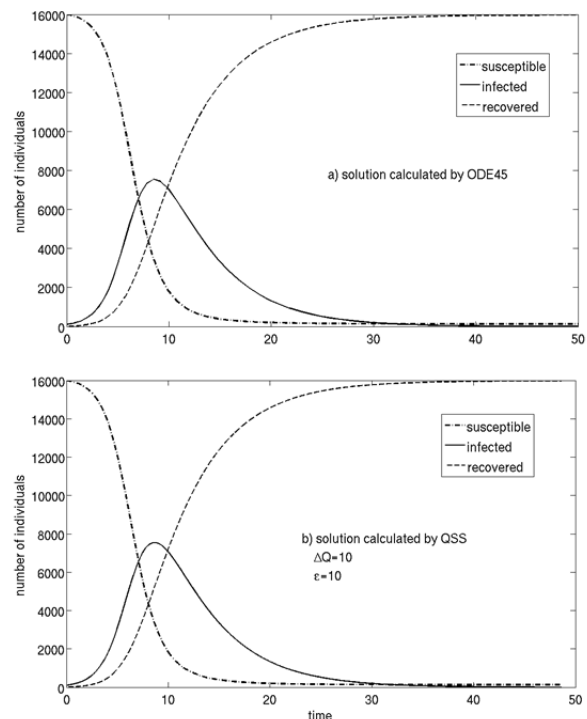 16000
14000
12000
10000
8000
6000
4000
2000
0
number of individuals
susceptible
infected
recovered
a) solution calculated by ODE45
0 10 20 30 40 50
16000
14000
12000
10000
8000
6000
4000
2000
0
number of individuals
susceptible
infected
recovered
b) solution calculated by QSS
ΔQ=10
ε=10
0 10 20 30 40 50
time